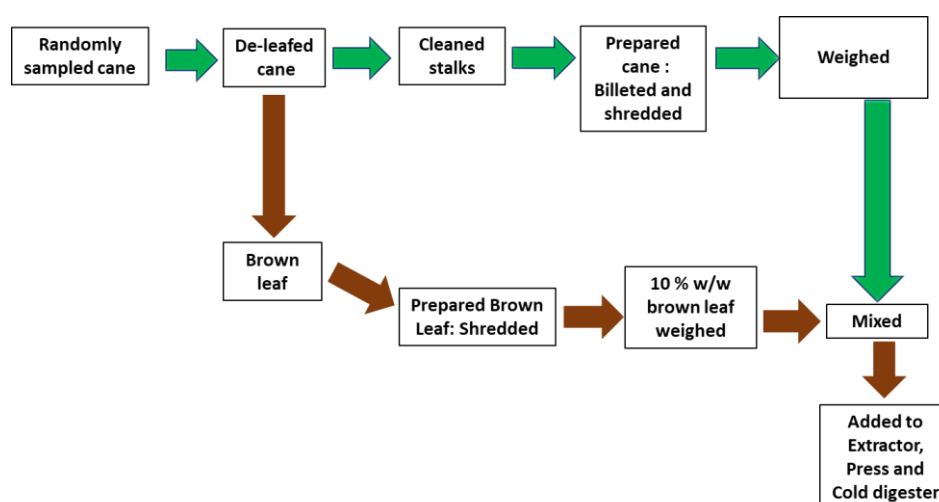 Randomly
sampled cane
De-leafed
cane
Cleaned
stalks
Prepared
cane :
Billeted and
shredded
Weighed
Brown
leaf
Prepared Brown
Leaf: Shredded
10 % w/w
brown leaf
weighed
Mixed
Added to
Extractor,
Press and
Cold digester